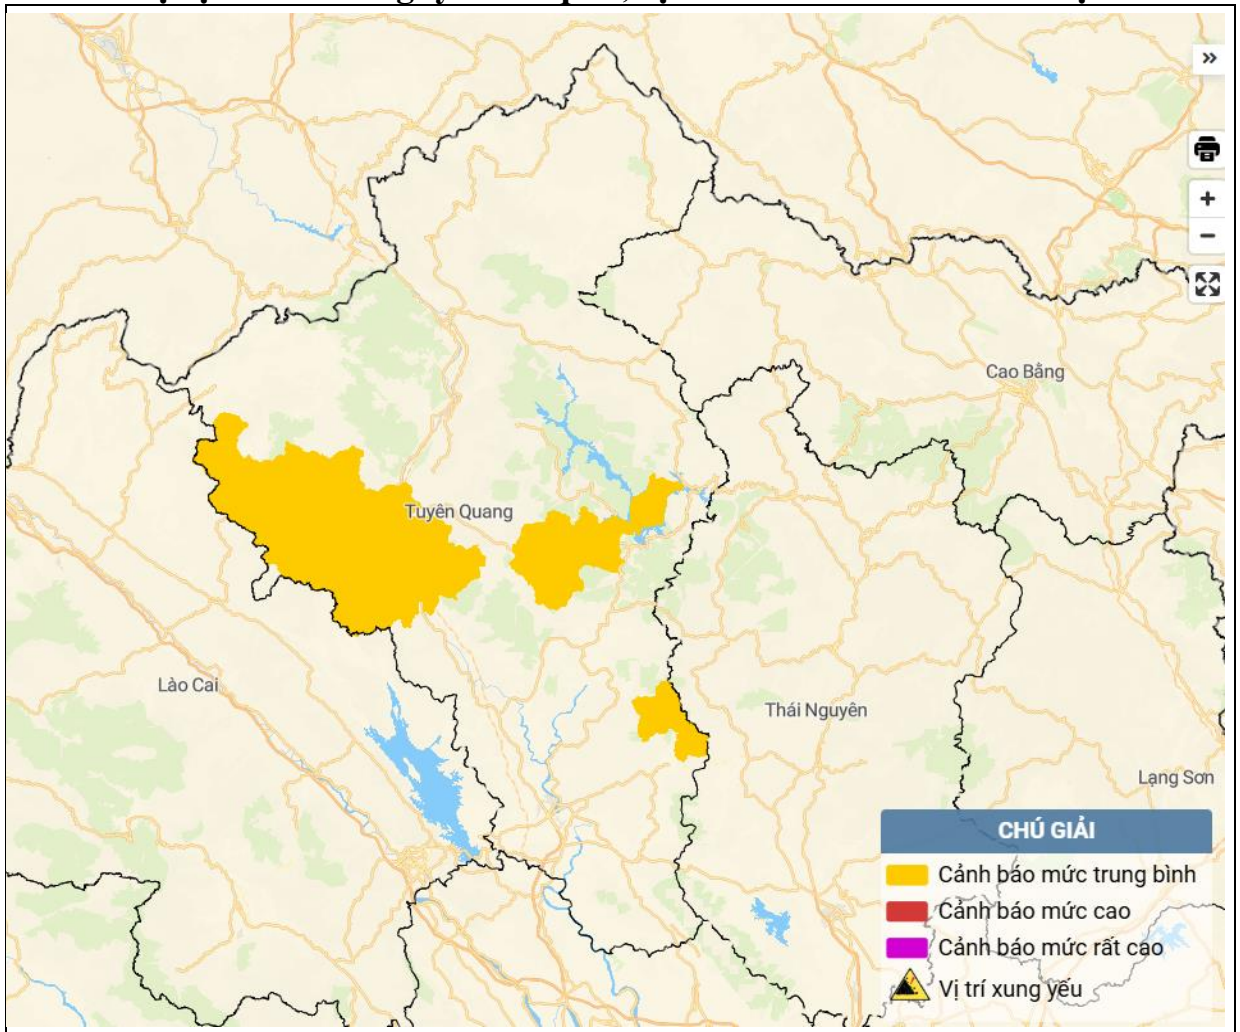 »
+
−
Cao Bằng
Tuyên Quang
Lào Cai
Thái Nguyên
Lạng Sơn
CHÚ GIẢI
Cảnh báo mức trung bình
Cảnh báo mức cao
Cảnh báo mức rất cao
Vị trí xung yếu